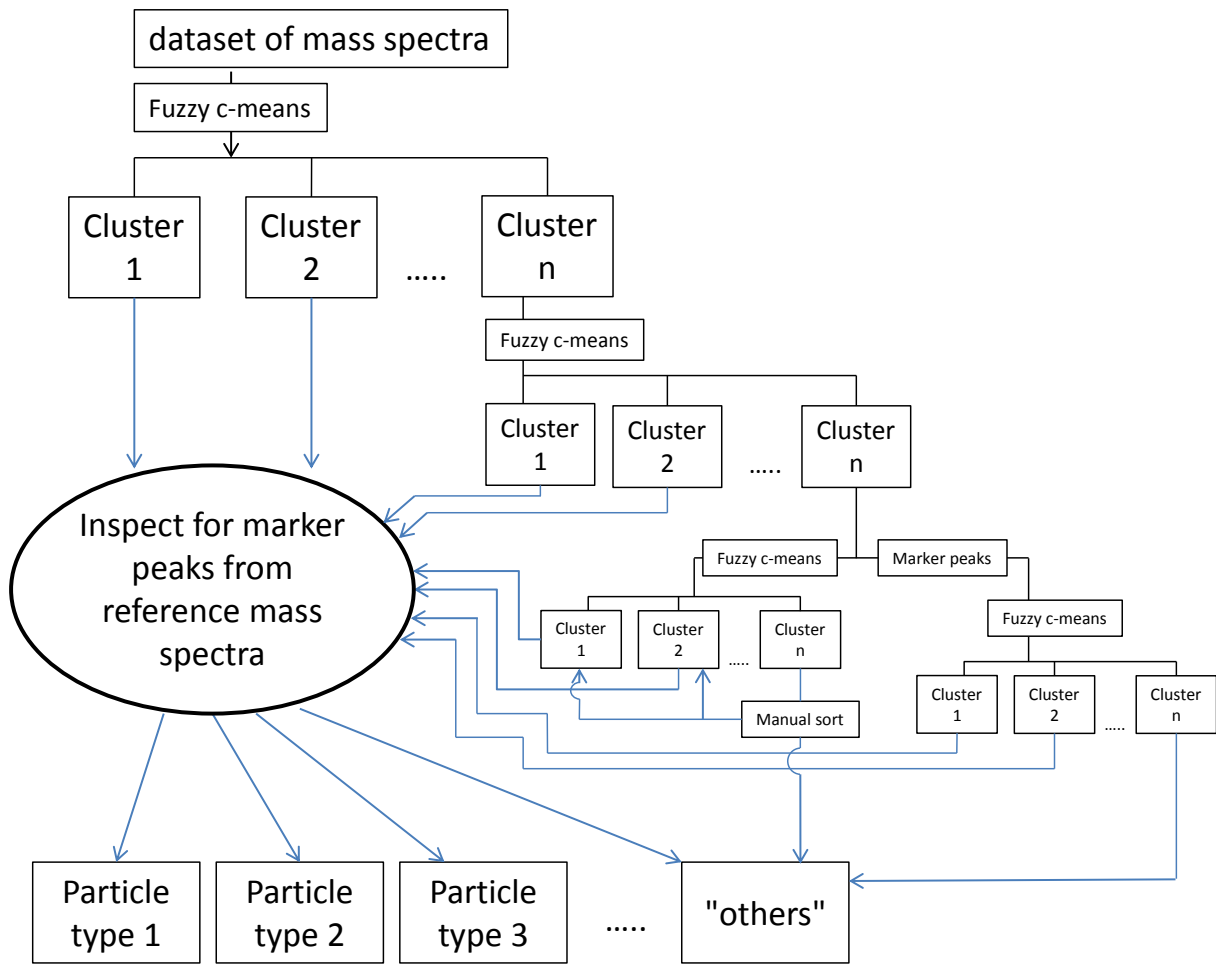 dataset of mass spectra
Fuzzy c-means
Cluster
1
Cluster
2
.....
Cluster
n
Fuzzy c-means
Cluster
1
Cluster
2
.....
Cluster
n
Inspect for marker
peaks from
reference mass
spectra
Fuzzy c-means
Marker peaks
Cluster
1
Cluster
2
.....
Cluster
n
Fuzzy c-means
Manual sort
Cluster
1
Cluster
2
.....
Cluster
n
Particle
type 1
Particle
type 2
Particle
type 3
.....
"others"